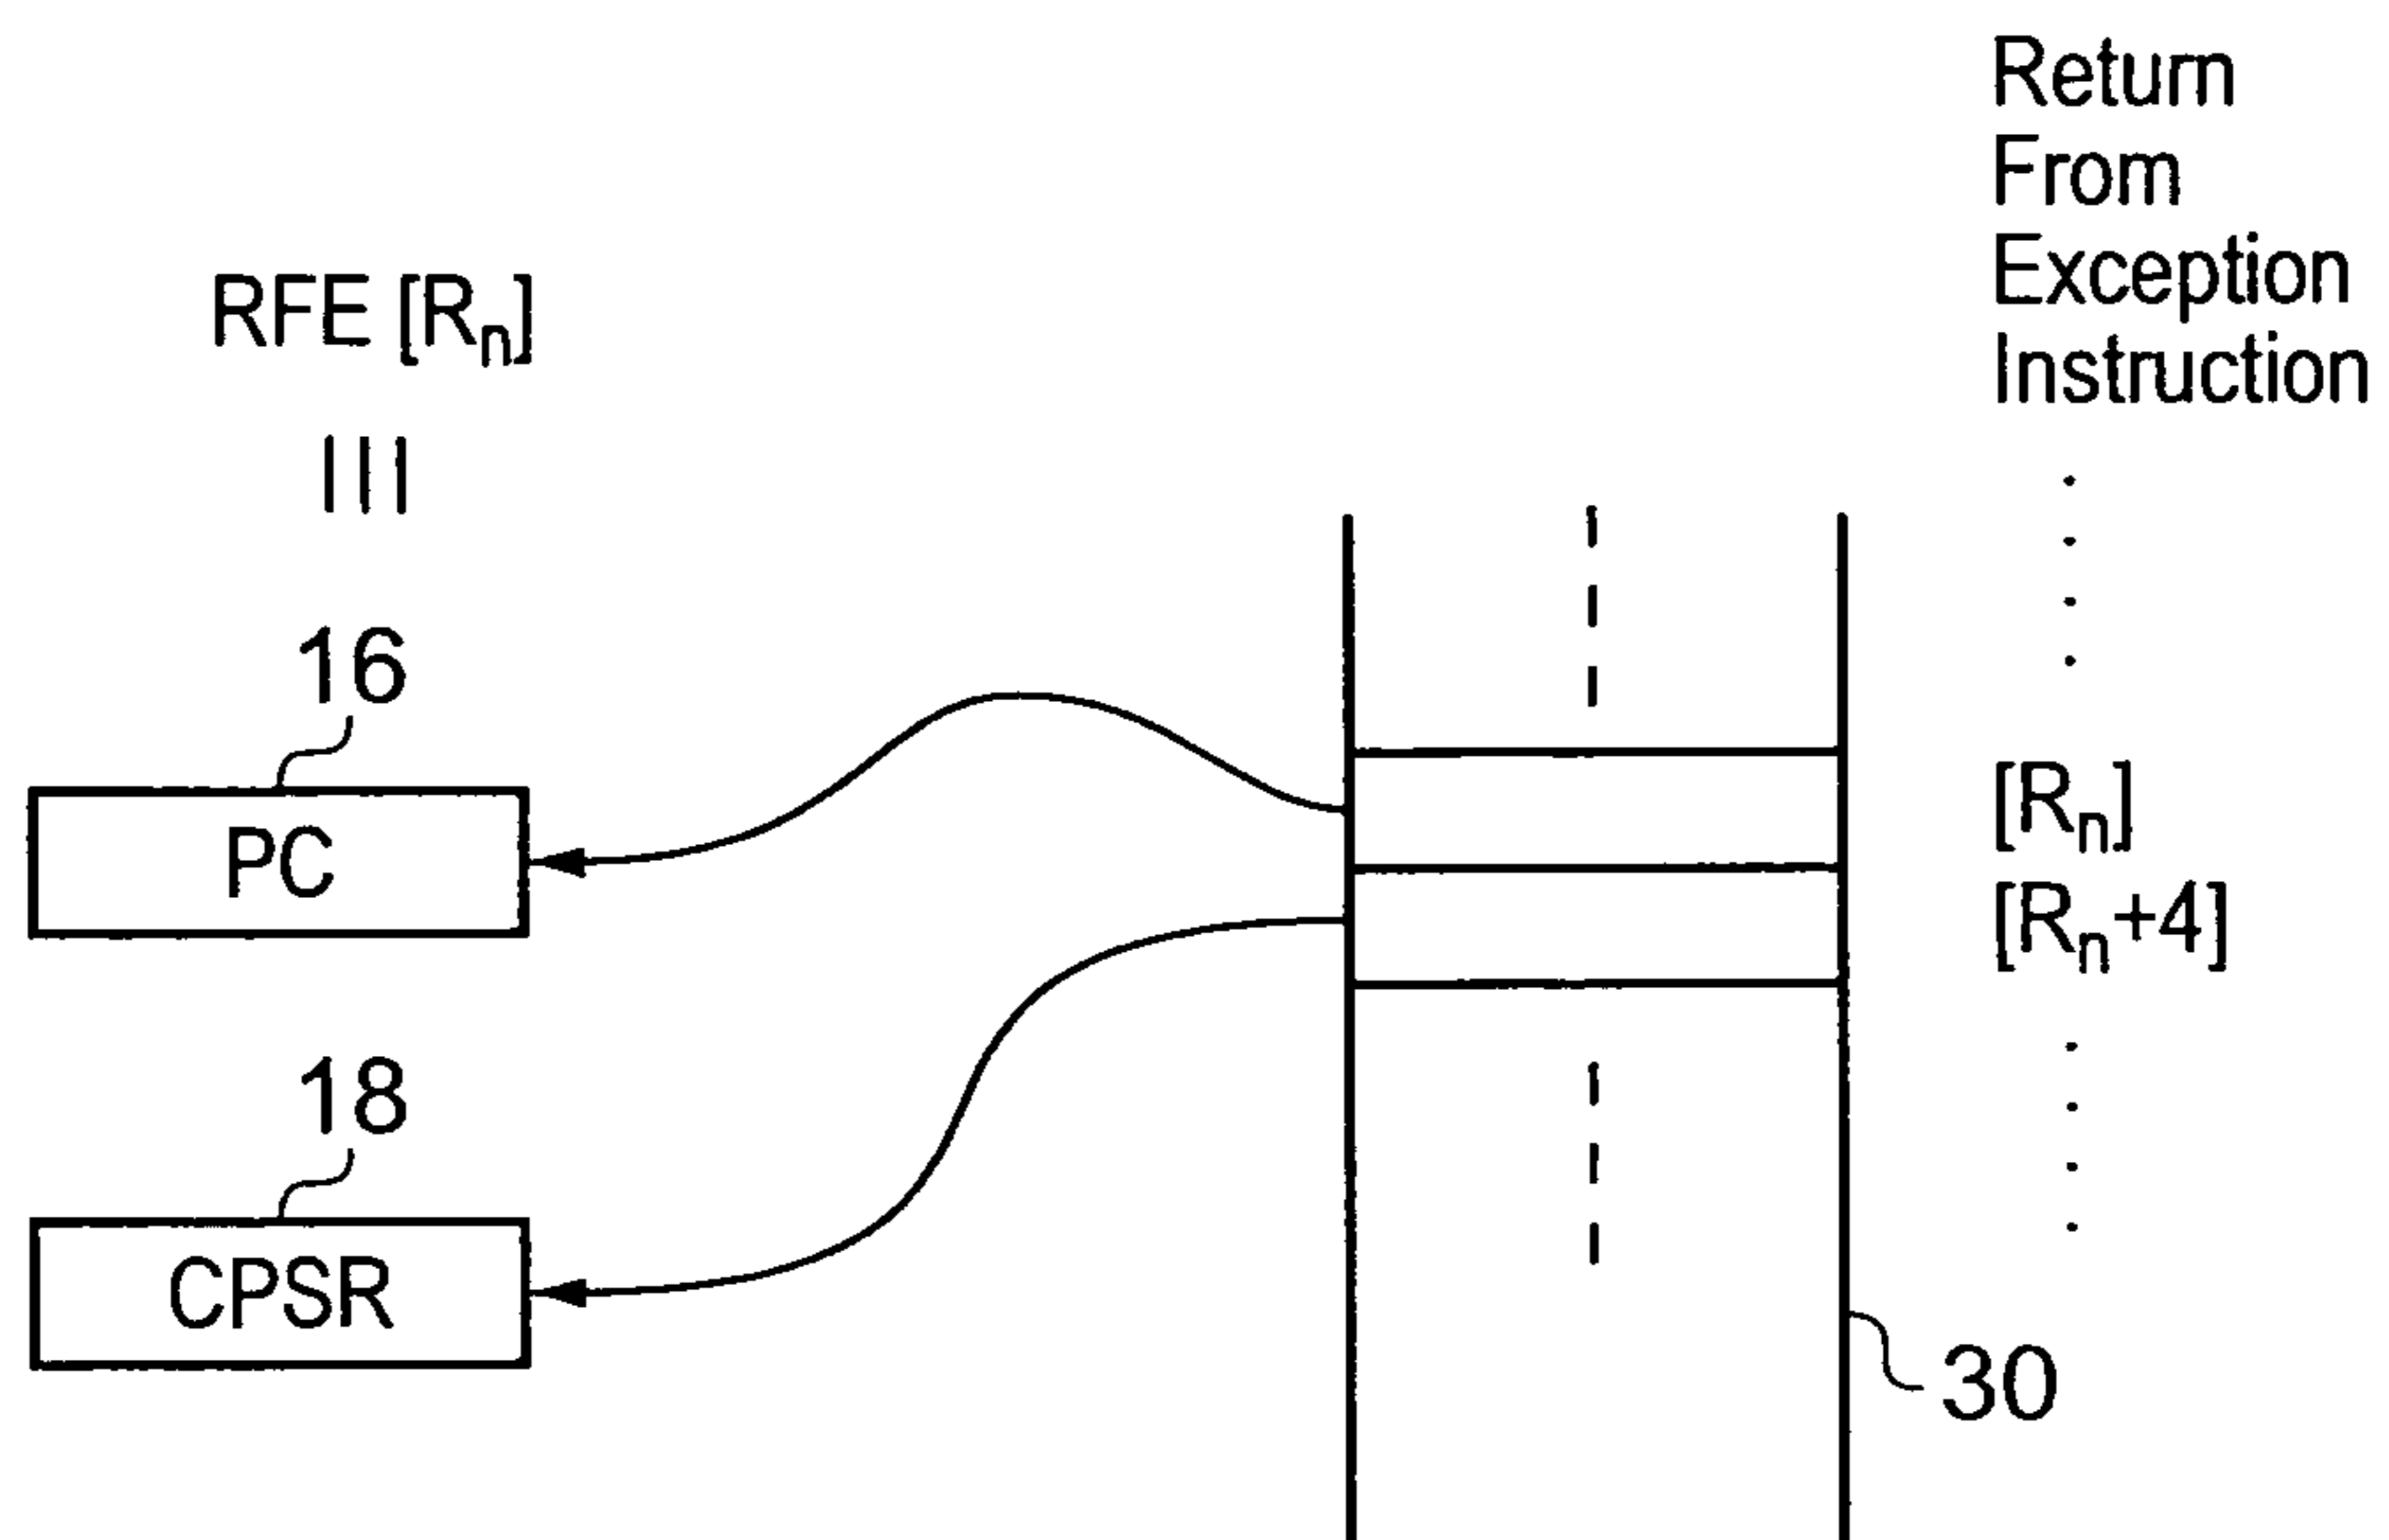 Return
From
Exception
Instruction
RFE [Rn]
16
PC
[Rn]
[Rn+4]
18
CPSR
30